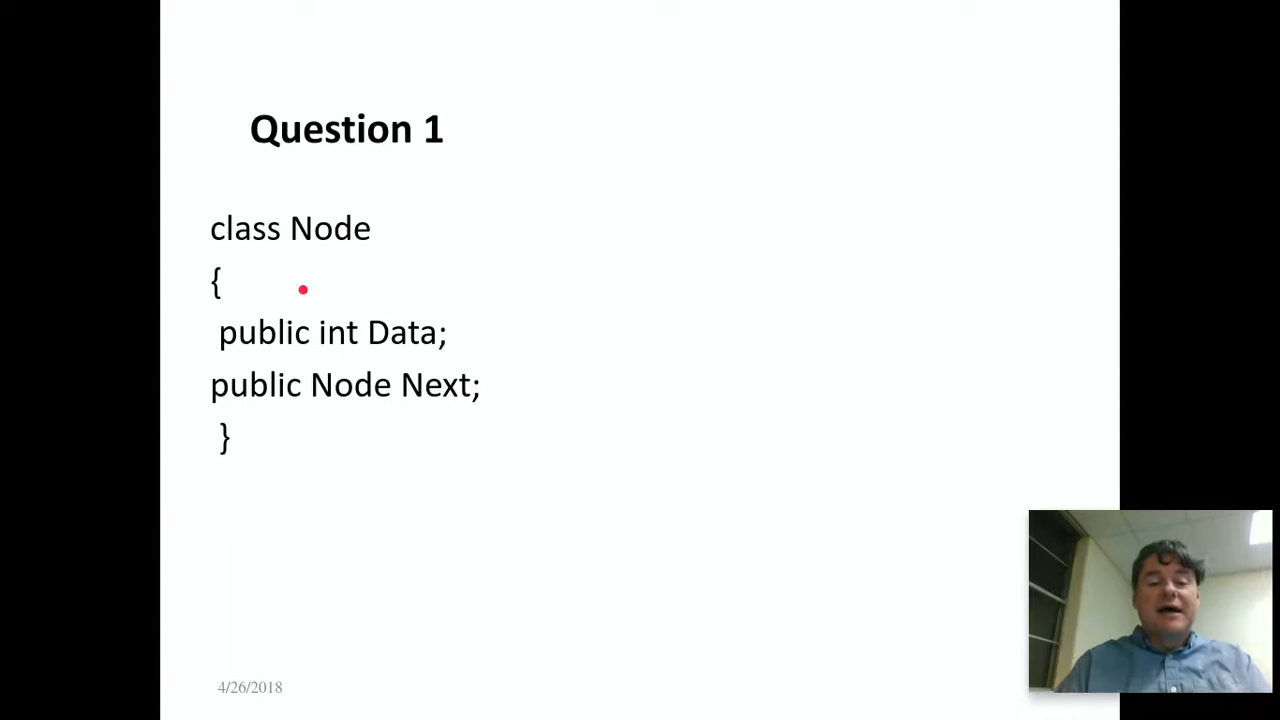 Question 1
class Node
{
public int Data;
public Node Next;
}
4/26/2018